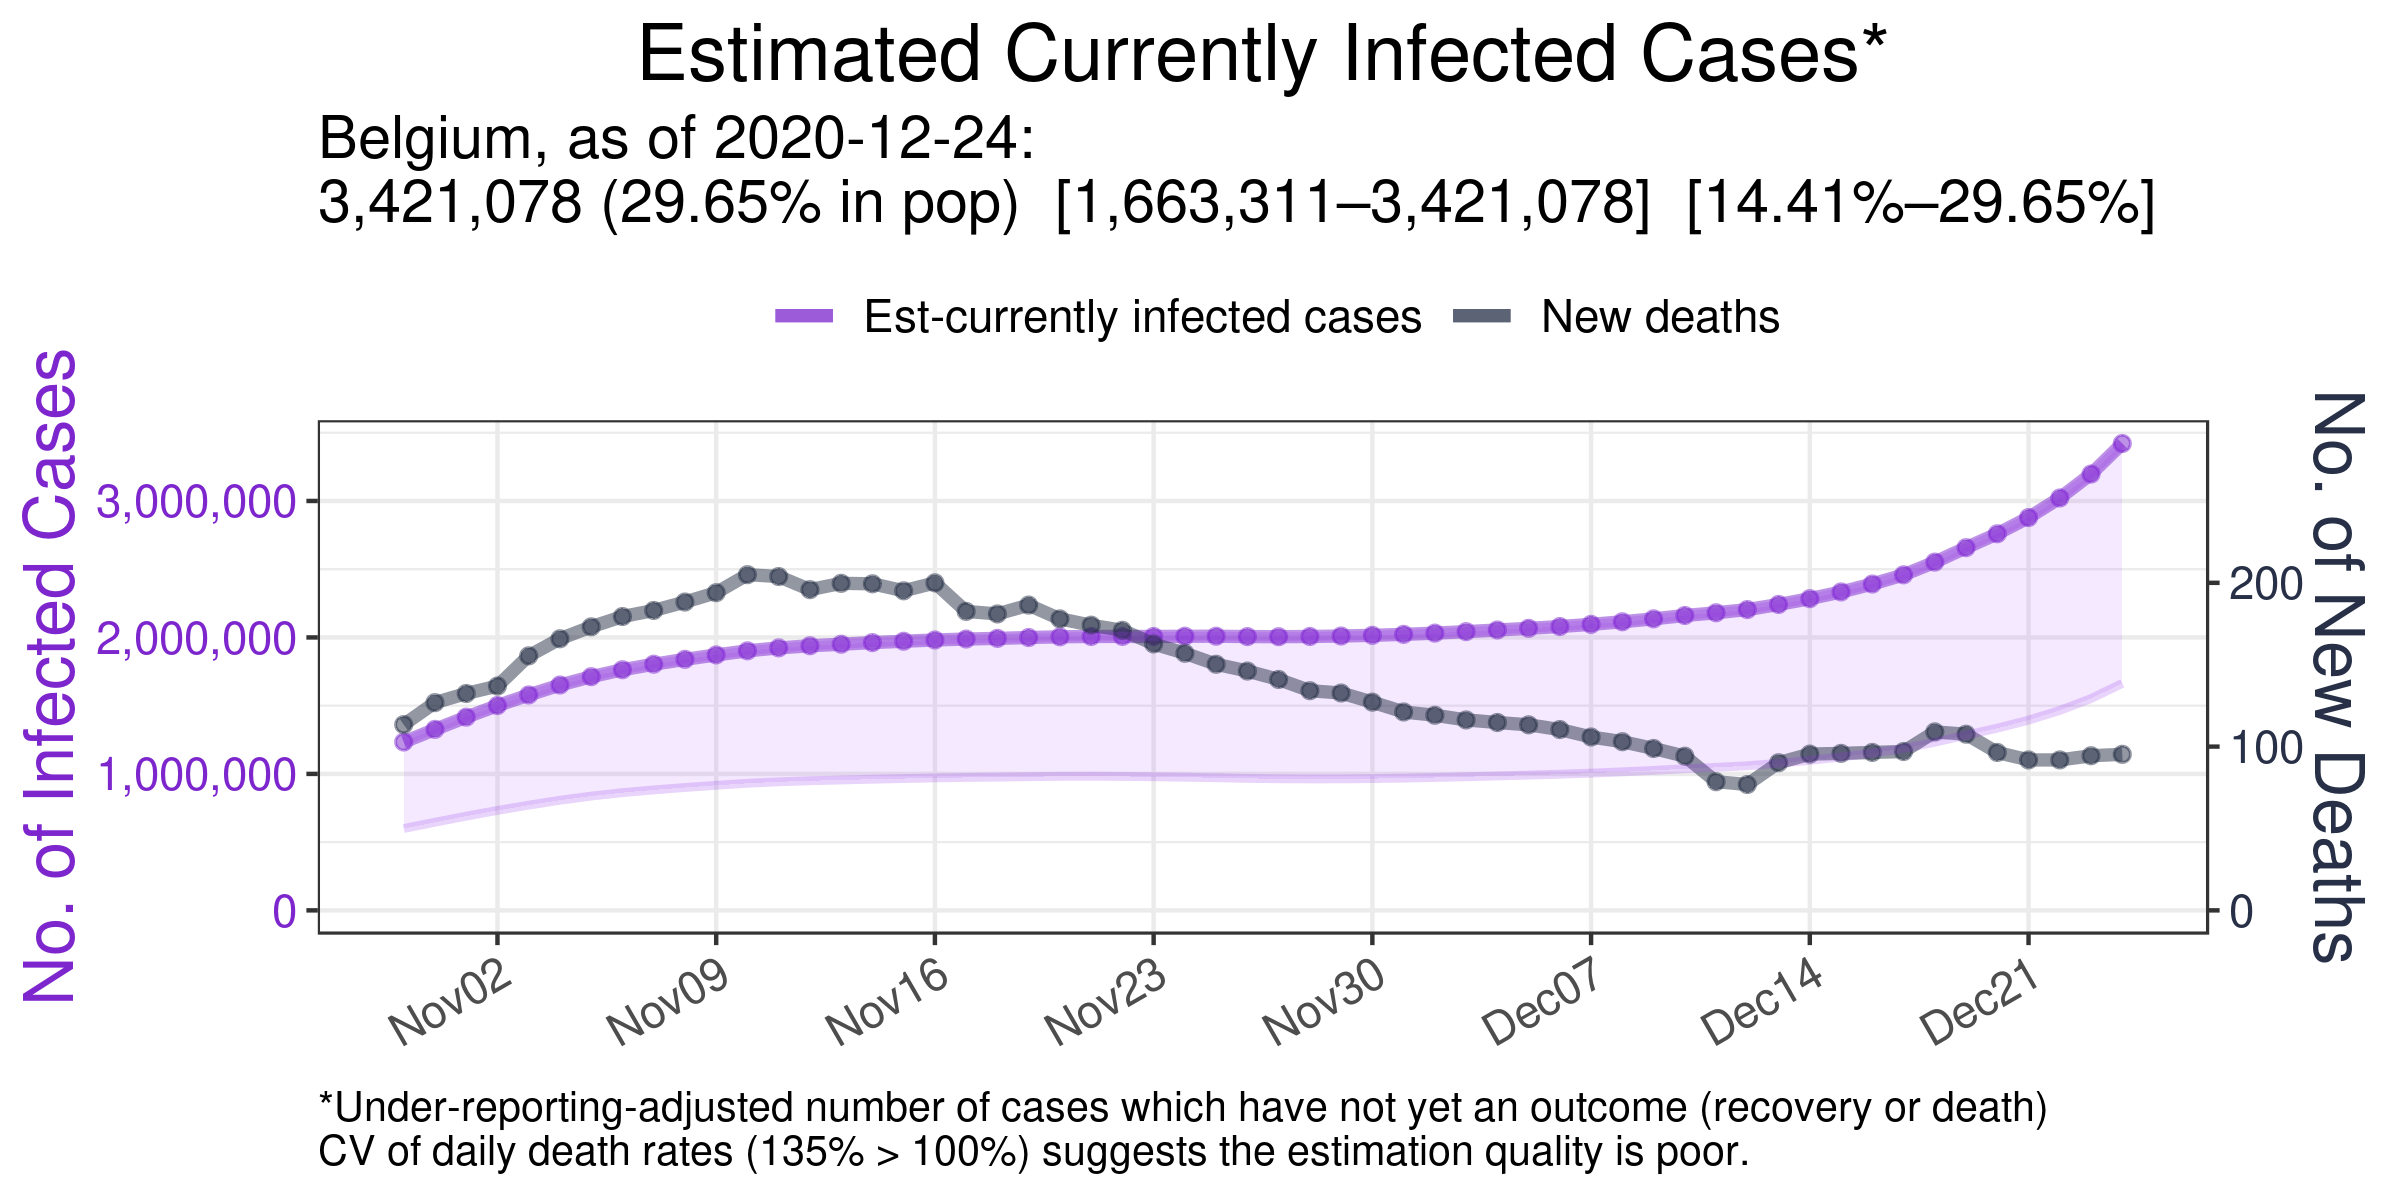 Estimated Currently Infected Cases*
Belgium, as of 2020-12-24:
3,421,078 (29.65% in pop)  [1,663,311–3,421,078]  [14.41%–29.65%]
Est-currently infected cases
New deaths
No. of Infected Cases
3,000,000
2,000,000
1,000,000
0
No. of New Deaths
200
100
0
Nov02
Nov09
Nov16
Nov23
Nov30
Dec07
Dec14
Dec21
*Under-reporting-adjusted number of cases which have not yet an outcome (recovery or death)
CV of daily death rates (135% > 100%) suggests the estimation quality is poor.